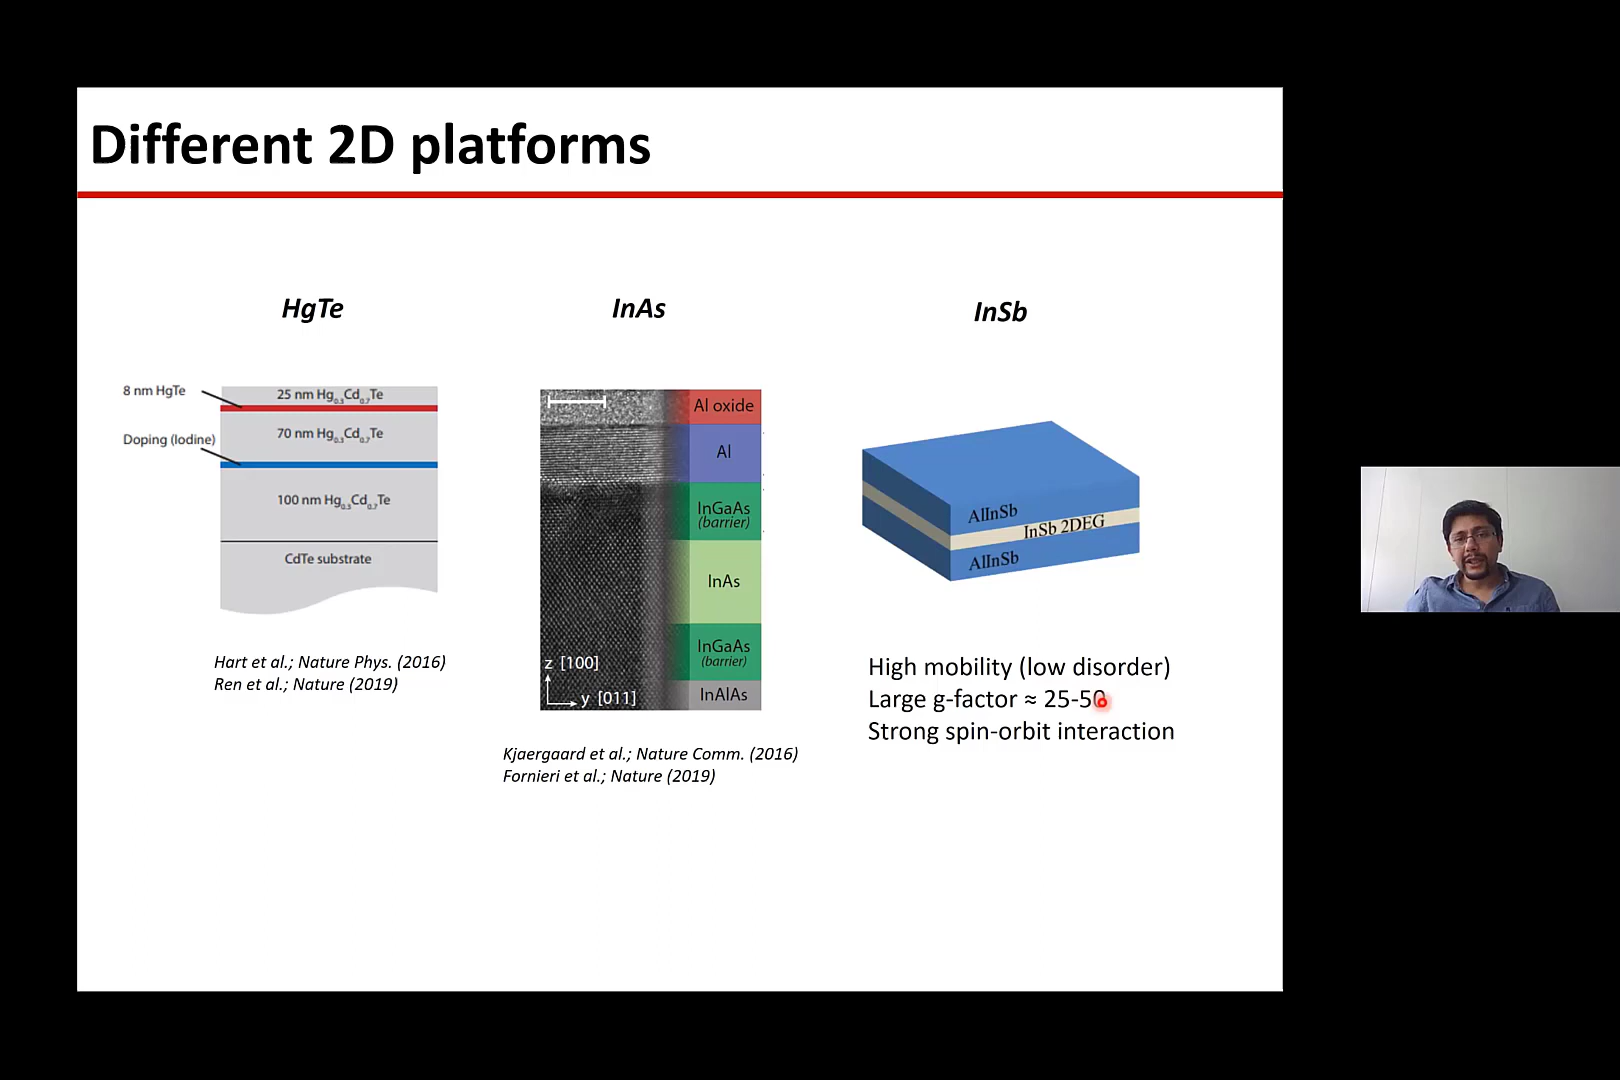 Different 2D platforms
HgTe
8 nm HgTe
25 nm Hg0.3Cd0.7Te
70 nm Hg0.3Cd0.7Te
Doping (Iodine)
100 nm Hg0.3Cd0.7Te
CdTe substrate
Hart et al.; Nature Phys. (2016)
Ren et al.; Nature (2019)
InAs
Al oxide
Al
InGaAs
(barrier)
InAs
InGaAs
(barrier)
InAlAs
z [100]
y [011]
Kjaergaard et al.; Nature Comm. (2016)
Fornieri et al.; Nature (2019)
InSb
AlInSb
InSb 2DEG
AlInSb
High mobility (low disorder)
Large g-factor ≈ 25-50
Strong spin-orbit interaction